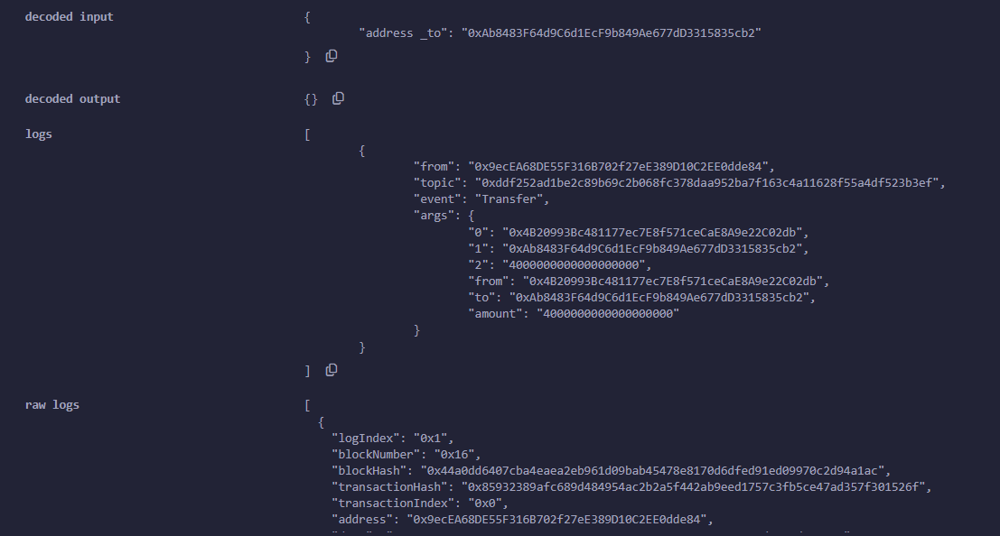 decoded input {
"address _to": "0xAb8483F64d9C6d1EcF9b849Ae677dD3315835cb2"
}
decoded output {}
logs [
{
"from": "0x9ecEA68DE55F316B702f27eE389D10C2EE0dde84",
"topic": "0xddf252ad1be2c89b69c2b068fc378daa952ba7f163c4a11628f55a4df523b3ef",
"event": "Transfer",
"args": {
"0": "0x4B20993Bc481177ec7E8f571ceCaE8A9e22C02db",
"1": "0xAb8483F64d9C6d1EcF9b849Ae677dD3315835cb2",
"2": "4000000000000000000",
"from": "0x4B20993Bc481177ec7E8f571ceCaE8A9e22C02db",
"to": "0xAb8483F64d9C6d1EcF9b849Ae677dD3315835cb2",
"amount": "4000000000000000000"
}
}
]
raw logs [
{
"logIndex": "0x1",
"blockNumber": "0x16",
"blockHash": "0x44a0dd6407cba4eaea2eb961d09bab45478e8170d6dfed91ed09970c2d94a1ac",
"transactionHash": "0x85932389afc689d484954ac2b2a5f442ab9eed1757c3fb5ce47ad357f301526f",
"transactionIndex": "0x0",
"address": "0x9ecEA68DE55F316B702f27eE389D10C2EE0dde84",